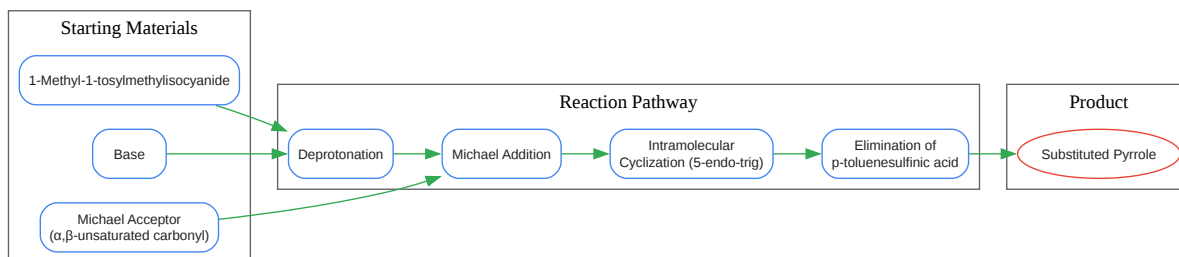 Starting Materials
1-Methyl-1-tosylmethylisocyanide
Base
Michael Acceptor
(α,β-unsaturated carbonyl)
Reaction Pathway
Deprotonation
Michael Addition
Intramolecular
Cyclization (5-endo-trig)
Elimination of
p-toluenesulfinic acid
Product
Substituted Pyrrole